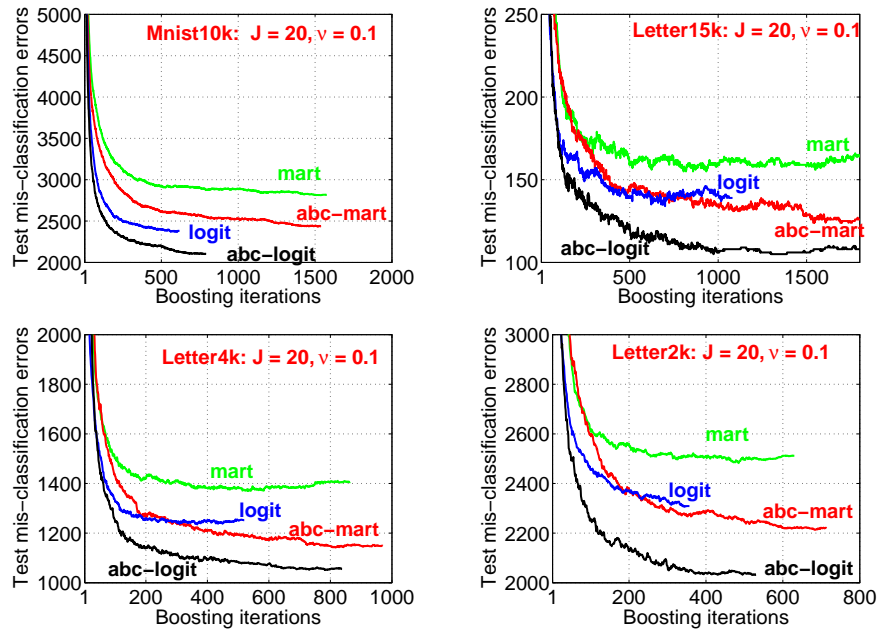 Mnist10k: J = 20, ν = 0.1
Test mis−classification errors
5000
4500
4000
3500
3000
2500
2000
mart
abc−mart
logit
abc−logit
1 500 1000 1500 2000
Boosting iterations
Letter15k: J = 20, ν = 0.1
Test mis−classification errors
250
200
150
100
mart
logit
abc−mart
abc−logit
1 500 1000 1500
Boosting iterations
Letter4k: J = 20, ν = 0.1
Test mis−classification errors
2000
1800
1600
1400
1200
1000
mart
logit
abc−mart
abc−logit
1 200 400 600 800 1000
Boosting iterations
Letter2k: J = 20, ν = 0.1
Test mis−classification errors
3000
2800
2600
2400
2200
2000
mart
logit
abc−mart
abc−logit
1 200 400 600 800
Boosting iterations